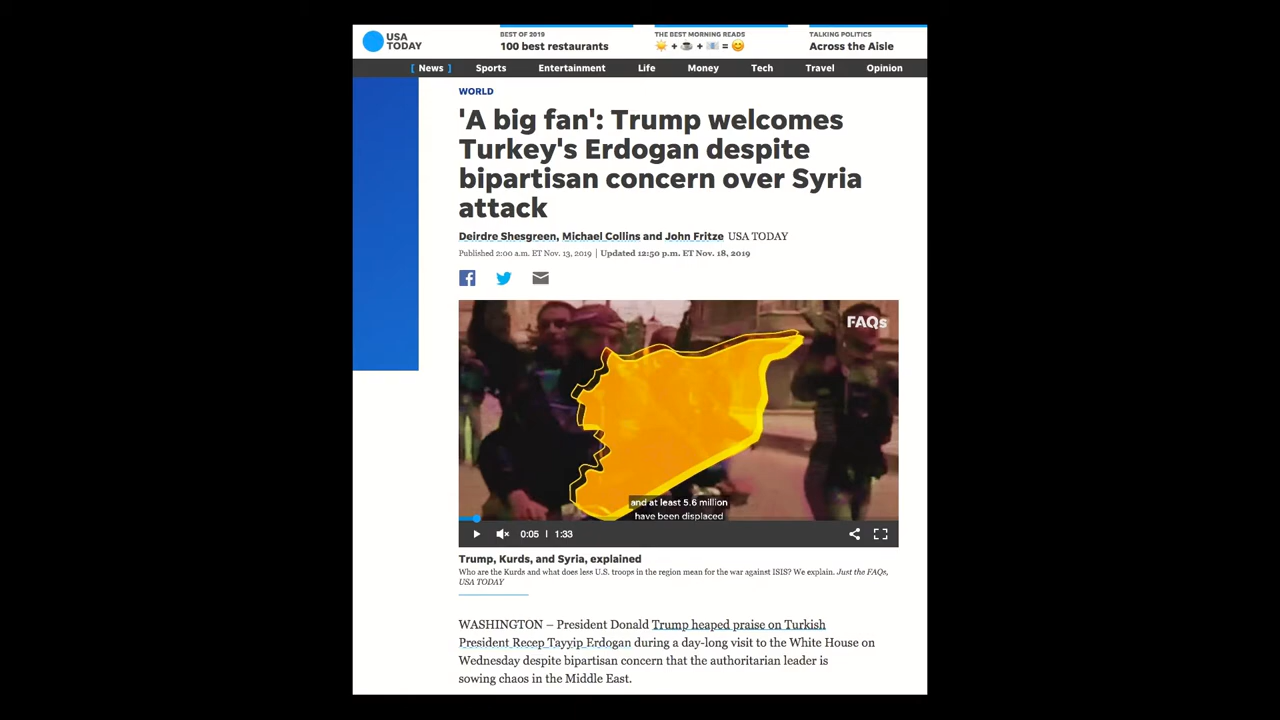 USA
TODAY
BEST OF 2019
100 best restaurants
THE BEST MORNING READS
☀️ + ☕ + 📧 = 😊
TALKING POLITICS
Across the Aisle
[ News ] Sports Entertainment Life Money Tech Travel Opinion
WORLD
'A big fan': Trump welcomes
Turkey's Erdogan despite
bipartisan concern over Syria
attack
Deirdre Shesgreen, Michael Collins and John Fritze USA TODAY
Published 2:00 a.m. ET Nov. 13, 2019 | Updated 12:50 p.m. ET Nov. 18, 2019
FAQs
and at least 5.6 million
have been displaced
0:05 | 1:33
Trump, Kurds, and Syria, explained
Who are the Kurds and what does less U.S. troops in the region mean for the war against ISIS? We explain. Just the FAQs,
USA TODAY
WASHINGTON – President Donald Trump heaped praise on Turkish
President Recep Tayyip Erdogan during a day-long visit to the White House on
Wednesday despite bipartisan concern that the authoritarian leader is
sowing chaos in the Middle East.